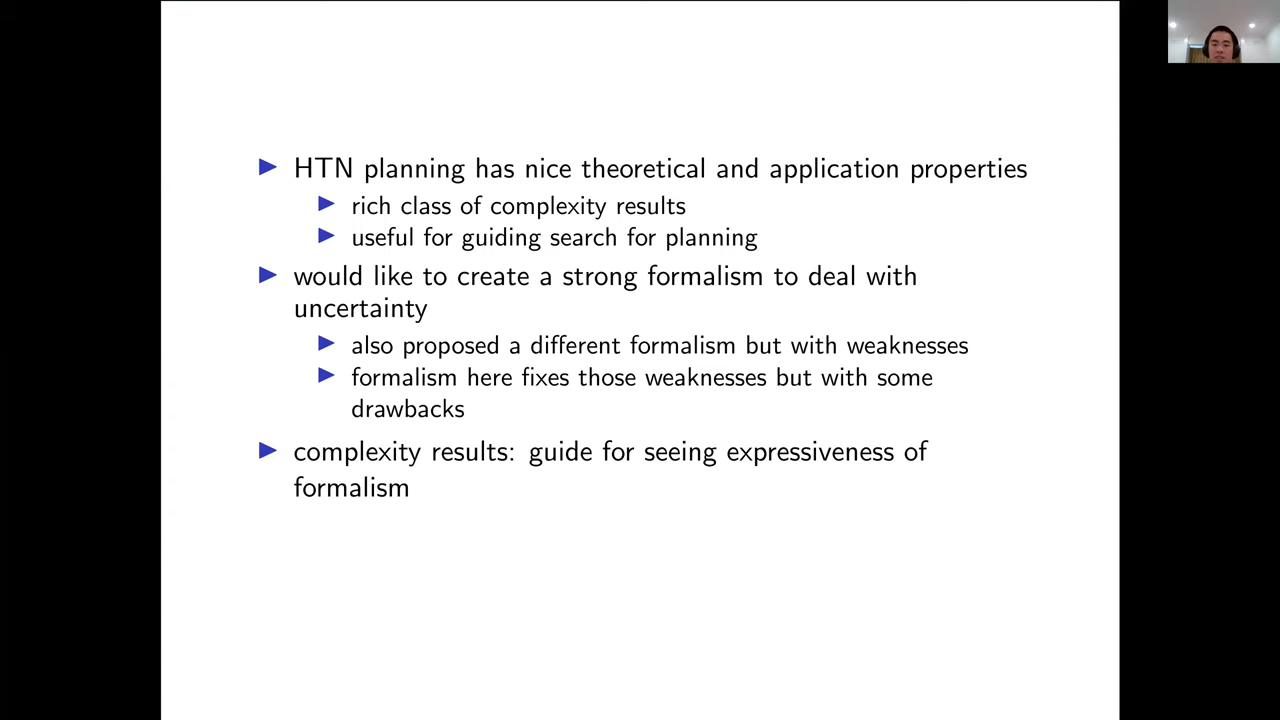 HTN planning has nice theoretical and application properties
rich class of complexity results
useful for guiding search for planning
would like to create a strong formalism to deal with
uncertainty
also proposed a different formalism but with weaknesses
formalism here fixes those weaknesses but with some
drawbacks
complexity results: guide for seeing expressiveness of
formalism